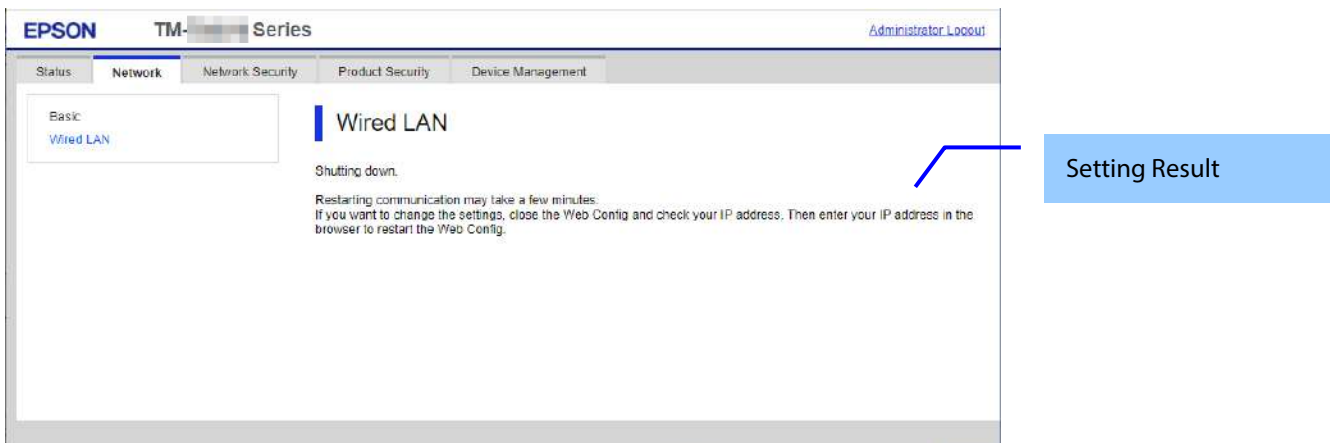 EPSON TM- Series Administrator Logout
Status Network Network Security Product Security Device Management
Basic
Wired LAN
Wired LAN
Shutting down.
Restarting communication may take a few minutes.
If you want to change the settings, close the Web Config and check your IP address. Then enter your IP address in the
browser to restart the Web Config.
Setting Result